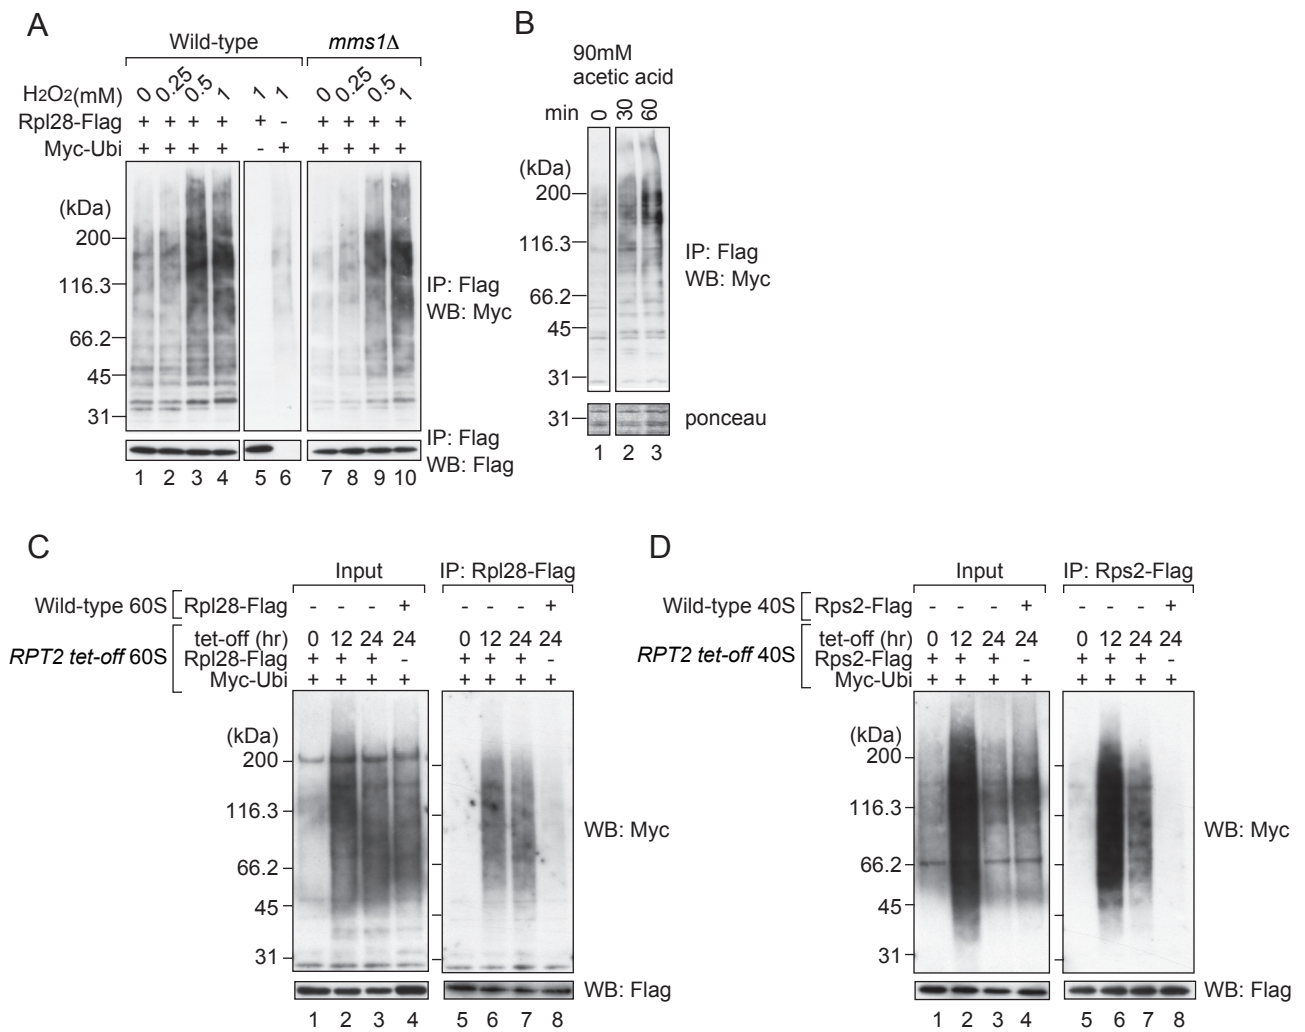 A
Wild-type mms1Δ
H2O2(mM) 0 0.25 0.5 1 1 1 0 0.25 0.5 1
Rpl28-Flag + + + + + - + + + +
Myc-Ubi + + + + - + + + + +
(kDa)
200
116.3
66.2
45
31
IP: Flag
WB: Myc
IP: Flag
WB: Flag
1 2 3 4 5 6 7 8 9 10
B
90mM
acetic acid
min 0 30 60
(kDa)
200
116.3
66.2
45
31
IP: Flag
WB: Myc
31
ponceau
1 2 3
C
Input IP: Rpl28-Flag
Wild-type 60S Rpl28-Flag - - - + - - - +
tet-off (hr) 0 12 24 24 0 12 24 24
RPT2 tet-off 60S Rpl28-Flag + + + - + + + -
Myc-Ubi + + + + + + + +
(kDa)
200
116.3
66.2
45
31
WB: Myc
WB: Flag
1 2 3 4 5 6 7 8
D
Input IP: Rps2-Flag
Wild-type 40S Rps2-Flag - - - + - - - +
tet-off (hr) 0 12 24 24 0 12 24 24
RPT2 tet-off 40S Rps2-Flag + + + - + + + -
Myc-Ubi + + + + + + + +
(kDa)
200
116.3
66.2
45
31
WB: Myc
WB: Flag
1 2 3 4 5 6 7 8